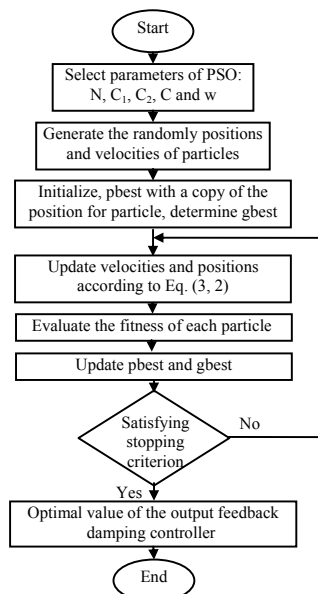 Start
Select parameters of PSO:
N, C₁, C₂, C and w
Generate the randomly positions
and velocities of particles
Initialize, pbest with a copy of the
position for particle, determine gbest
Update velocities and positions
according to Eq. (3, 2)
Evaluate the fitness of each particle
Update pbest and gbest
Satisfying
stopping
criterion
No
Yes
Optimal value of the output feedback
damping controller
End